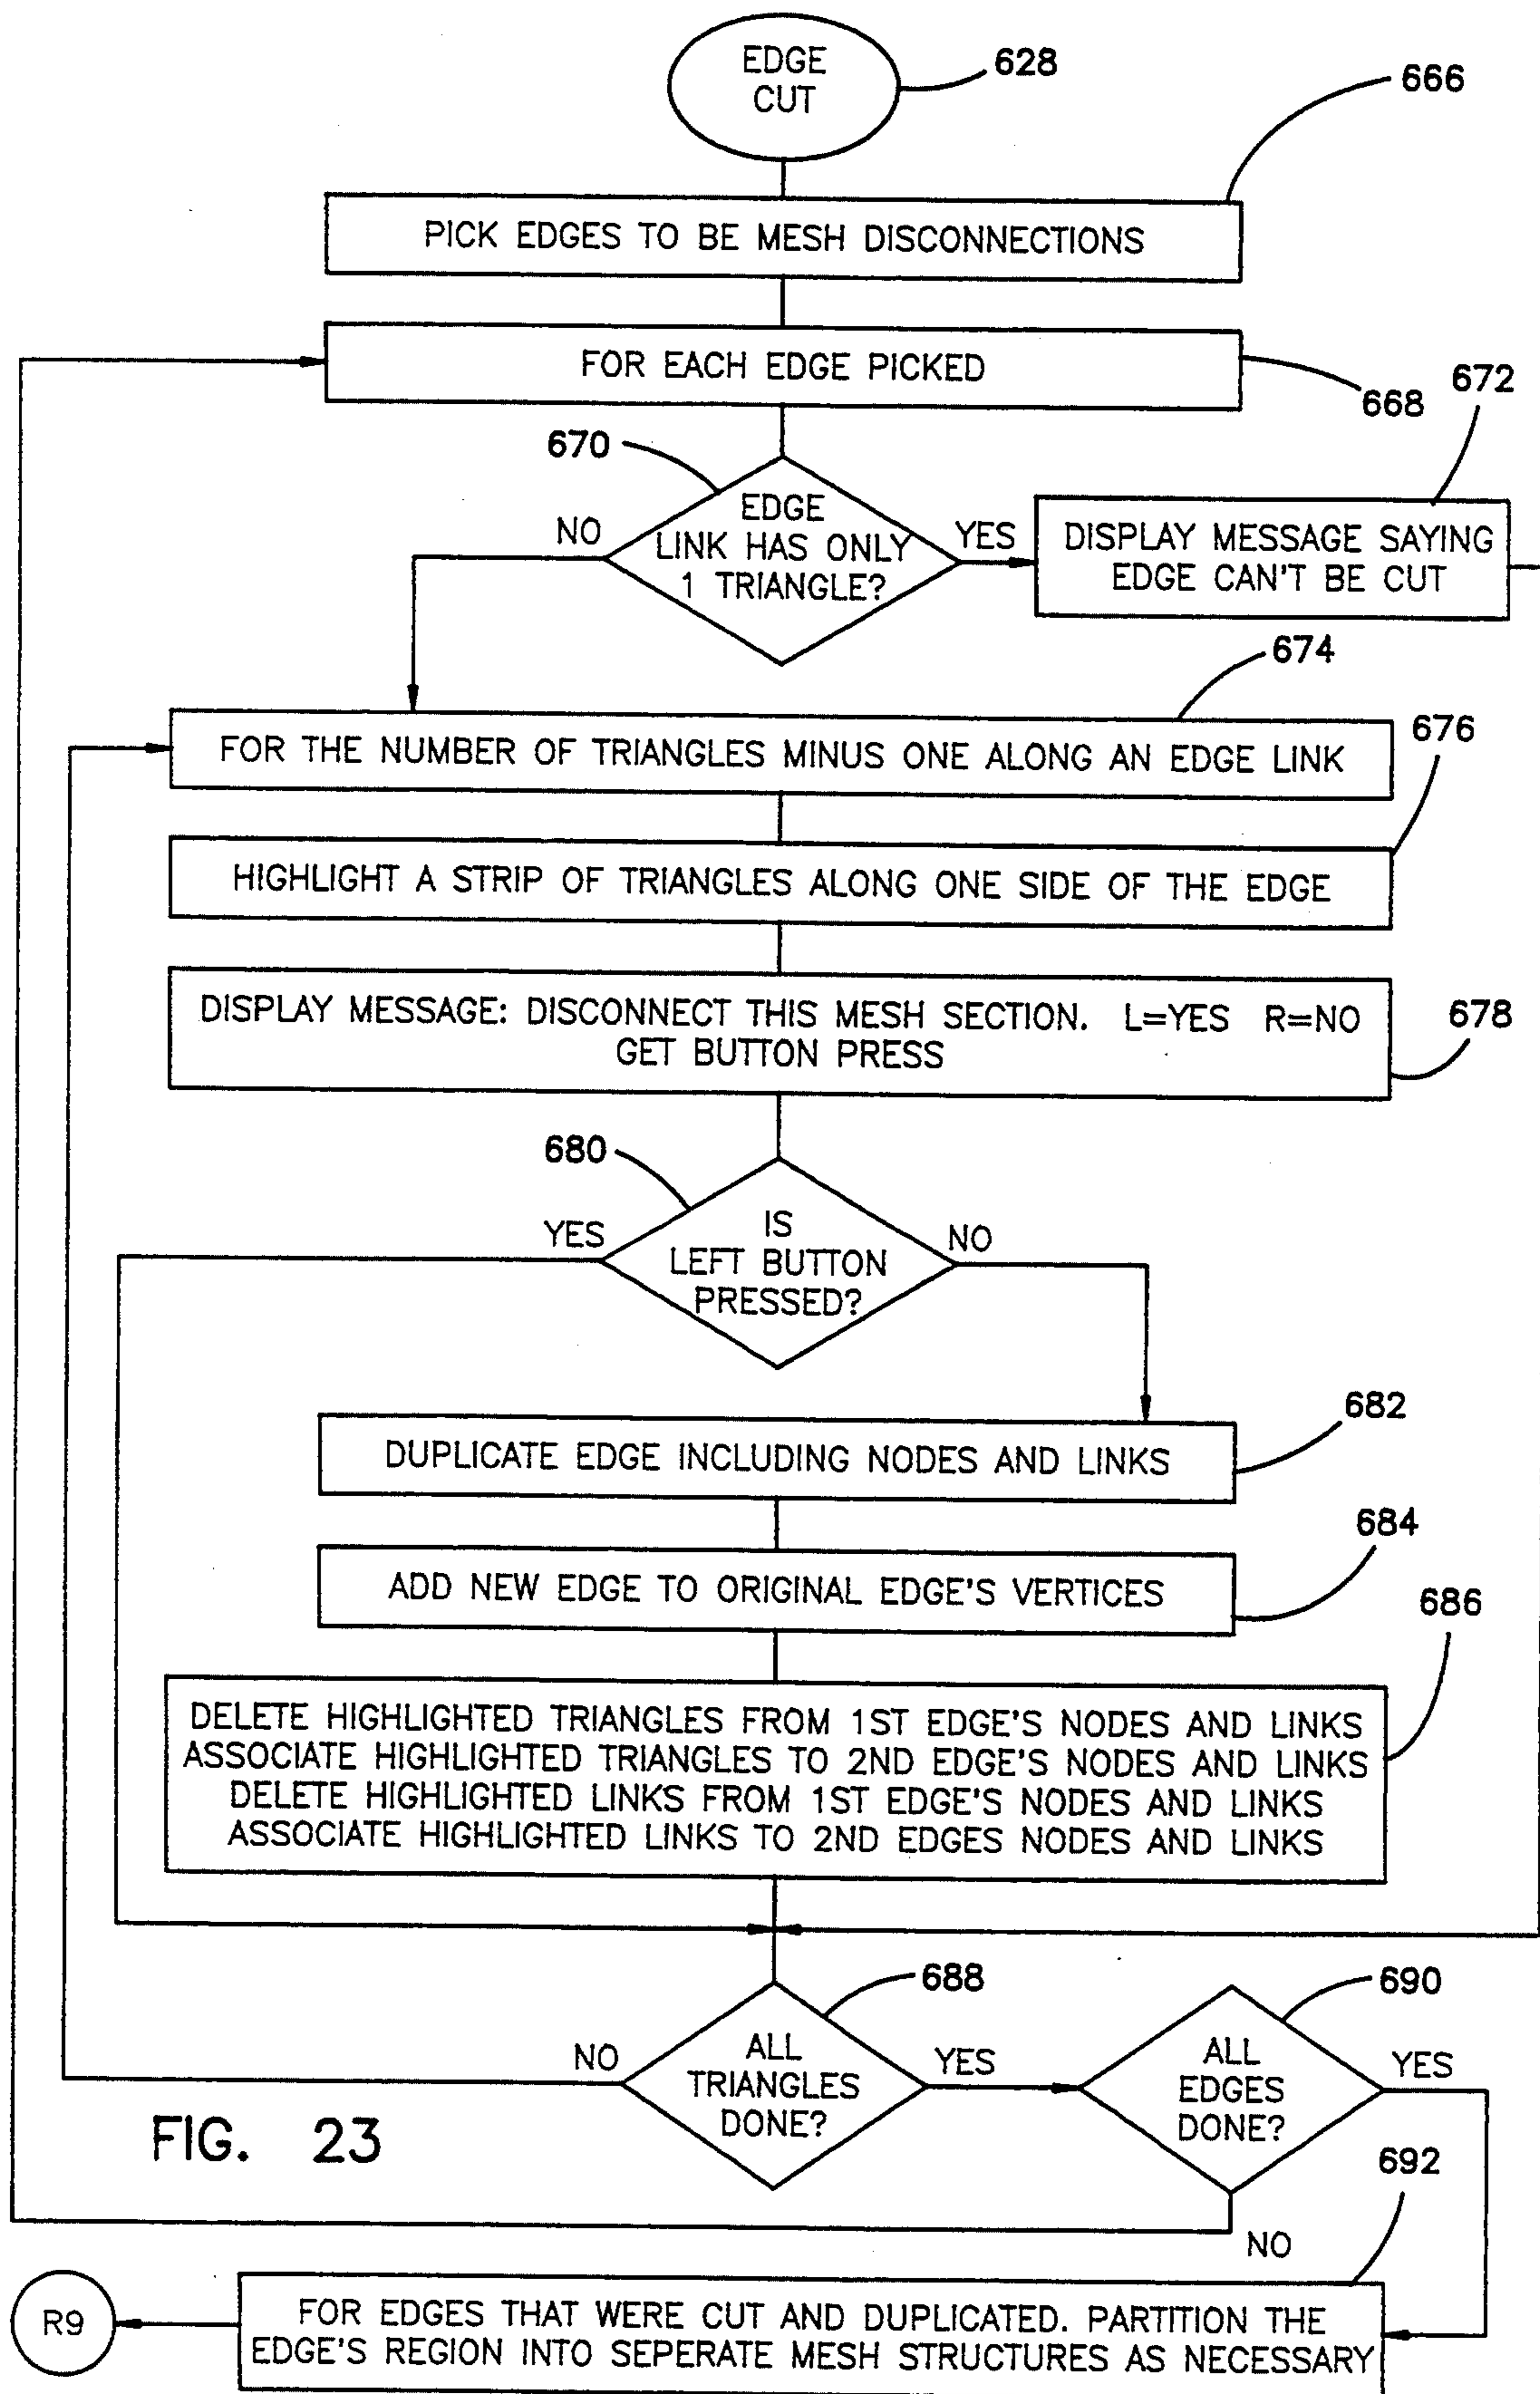 EDGE
CUT
628
666
PICK EDGES TO BE MESH DISCONNECTIONS
FOR EACH EDGE PICKED
668
672
670
EDGE
LINK HAS ONLY
1 TRIANGLE?
NO
YES
DISPLAY MESSAGE SAYING
EDGE CAN'T BE CUT
674
FOR THE NUMBER OF TRIANGLES MINUS ONE ALONG AN EDGE LINK
676
HIGHLIGHT A STRIP OF TRIANGLES ALONG ONE SIDE OF THE EDGE
DISPLAY MESSAGE: DISCONNECT THIS MESH SECTION. L=YES R=NO
GET BUTTON PRESS
678
680
IS
LEFT BUTTON
PRESSED?
YES
NO
682
DUPLICATE EDGE INCLUDING NODES AND LINKS
684
ADD NEW EDGE TO ORIGINAL EDGE'S VERTICES
686
DELETE HIGHLIGHTED TRIANGLES FROM 1ST EDGE'S NODES AND LINKS
ASSOCIATE HIGHLIGHTED TRIANGLES TO 2ND EDGE'S NODES AND LINKS
DELETE HIGHLIGHTED LINKS FROM 1ST EDGE'S NODES AND LINKS
ASSOCIATE HIGHLIGHTED LINKS TO 2ND EDGES NODES AND LINKS
688
690
NO
ALL
TRIANGLES
DONE?
YES
ALL
EDGES
DONE?
YES
FIG. 23
692
NO
R9
FOR EDGES THAT WERE CUT AND DUPLICATED. PARTITION THE
EDGE'S REGION INTO SEPERATE MESH STRUCTURES AS NECESSARY